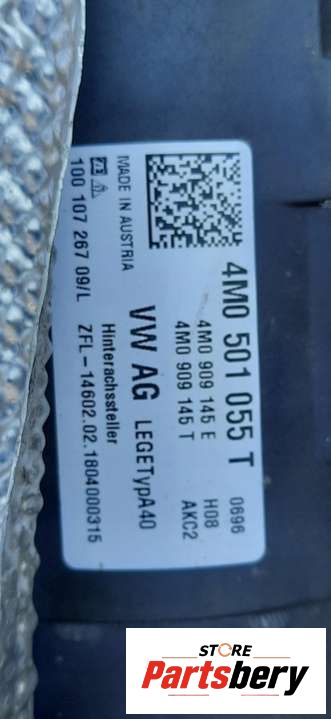 4M0 501 055 T
4M0 909 145 E H08 0696
4M0 909 145 T AKC2
VW AG LEGETypA40
Hinterachssteller
ZFL-14602.02.1804000315
MADE IN AUSTRIA
100 107 267 09/L
STORE
Partsbery